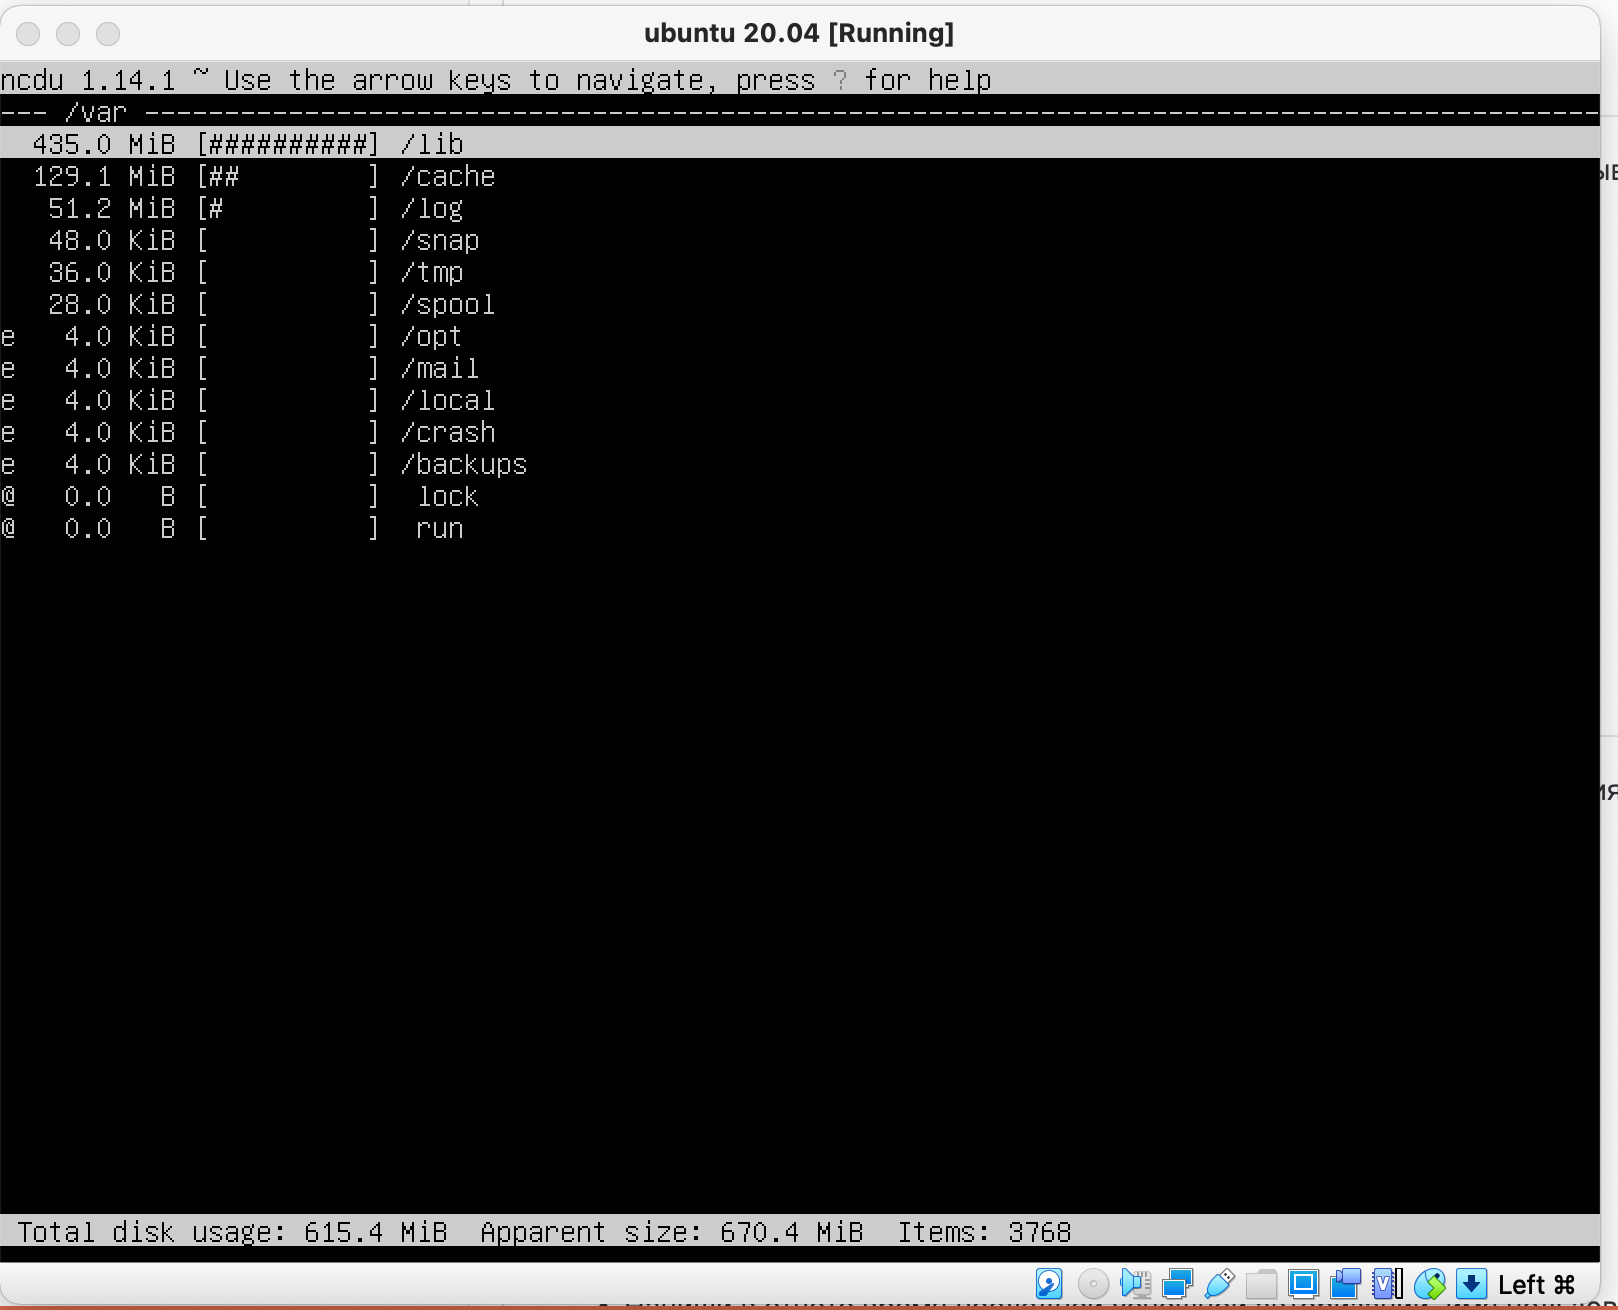 ubuntu 20.04 [Running]
ncdu 1.14.1 ~ Use the arrow keys to navigate, press ? for help
--- /var -------------------------------------------------------------------------------------------
435.0 MiB [##########] /lib
129.1 MiB [##        ] /cache
51.2 MiB [#         ] /log
48.0 KiB [          ] /snap
36.0 KiB [          ] /tmp
28.0 KiB [          ] /spool
e   4.0 KiB [          ] /opt
e   4.0 KiB [          ] /mail
e   4.0 KiB [          ] /local
e   4.0 KiB [          ] /crash
e   4.0 KiB [          ] /backups
@   0.0   B [          ]  lock
@   0.0   B [          ]  run
Total disk usage: 615.4 MiB  Apparent size: 670.4 MiB  Items: 3768
Left ⌘